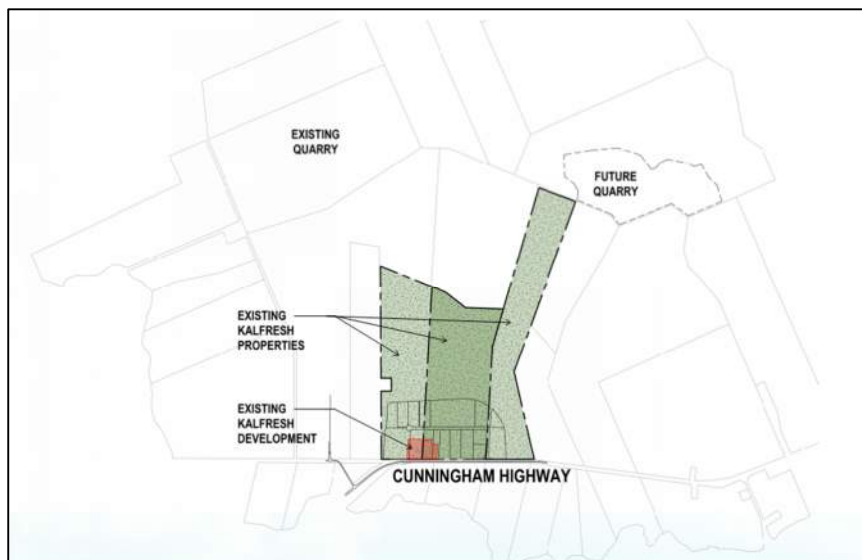 EXISTING
QUARRY
FUTURE
QUARRY
EXISTING
KALFRESH
PROPERTIES
EXISTING
KALFRESH
DEVELOPMENT
CUNNINGHAM HIGHWAY